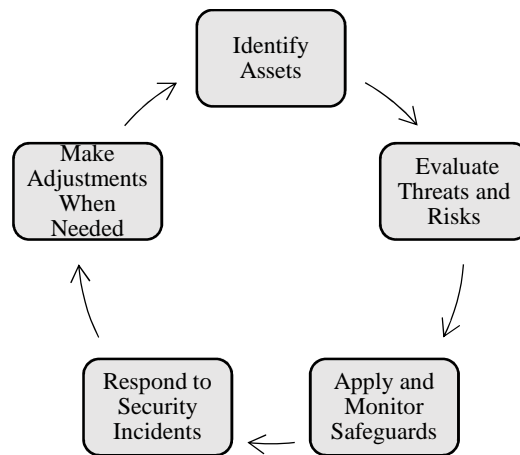 Identify
Assets
Evaluate
Threats and
Risks
Apply and
Monitor
Safeguards
Respond to
Security
Incidents
Make
Adjustments
When
Needed